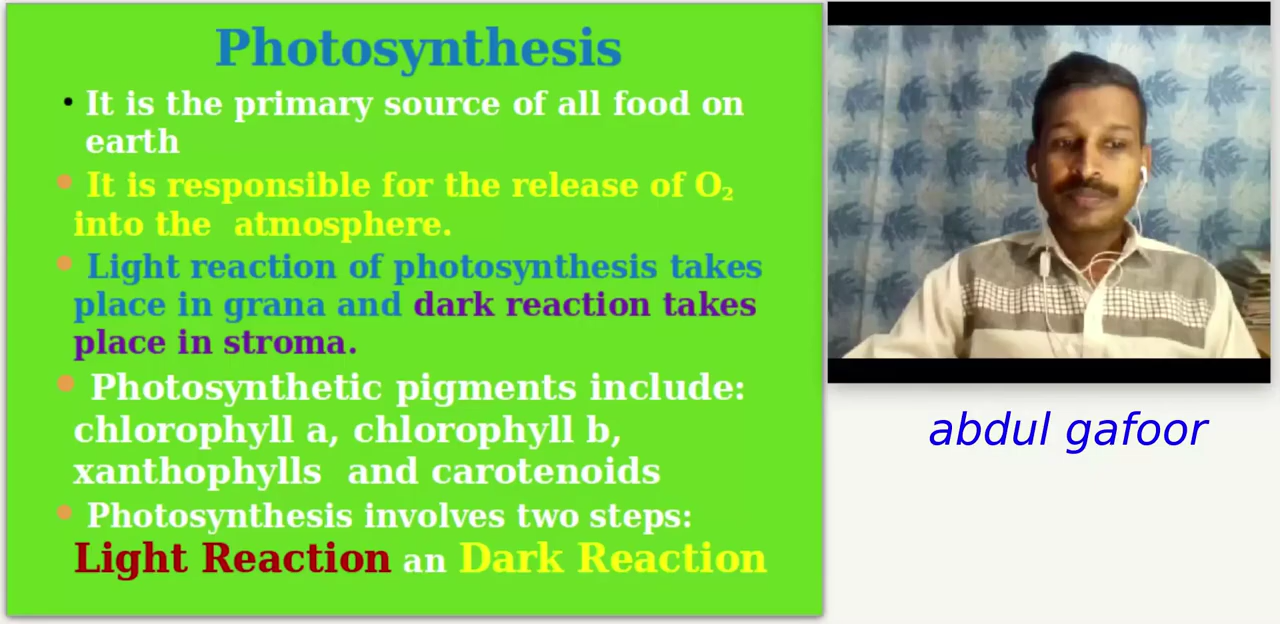 Photosynthesis
• It is the primary source of all food on
earth
• It is responsible for the release of O₂
into the atmosphere.
• Light reaction of photosynthesis takes
place in grana and dark reaction takes
place in stroma.
• Photosynthetic pigments include:
chlorophyll a, chlorophyll b,
xanthophylls and carotenoids
• Photosynthesis involves two steps:
Light Reaction an Dark Reaction
abdul gafoor